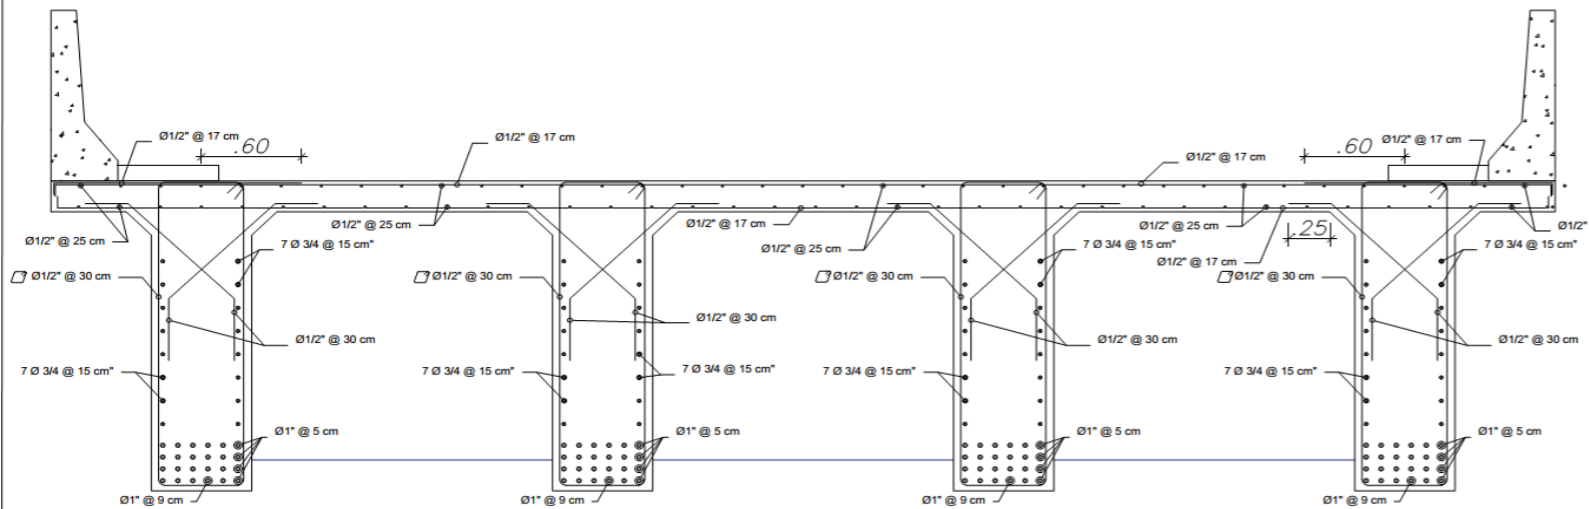 Ø1/2" @ 17 cm
.60
Ø1/2" @ 17 cm
Ø1/2" @ 17 cm
.60
Ø1/2" @ 17 cm
Ø1/2" @ 25 cm
Ø1/2" @ 25 cm
Ø1/2" @ 17 cm
Ø1/2" @ 25 cm
Ø1/2" @ 25 cm
.25
Ø1/2"
7 Ø 3/4 @ 15 cm"
7 Ø 3/4 @ 15 cm"
Ø1/2" @ 17 cm
7 Ø 3/4 @ 15 cm"
Ø1/2" @ 30 cm
Ø1/2" @ 30 cm
Ø1/2" @ 30 cm
Ø1/2" @ 30 cm
Ø1/2" @ 30 cm
Ø1/2" @ 30 cm
Ø1/2" @ 30 cm
Ø1/2" @ 30 cm
7 Ø 3/4 @ 15 cm"
7 Ø 3/4 @ 15 cm"
7 Ø 3/4 @ 15 cm"
7 Ø 3/4 @ 15 cm"
7 Ø 3/4 @ 15 cm"
Ø1" @ 5 cm
Ø1" @ 5 cm
Ø1" @ 5 cm
Ø1" @ 5 cm
Ø1" @ 9 cm
Ø1" @ 9 cm
Ø1" @ 9 cm
Ø1" @ 9 cm